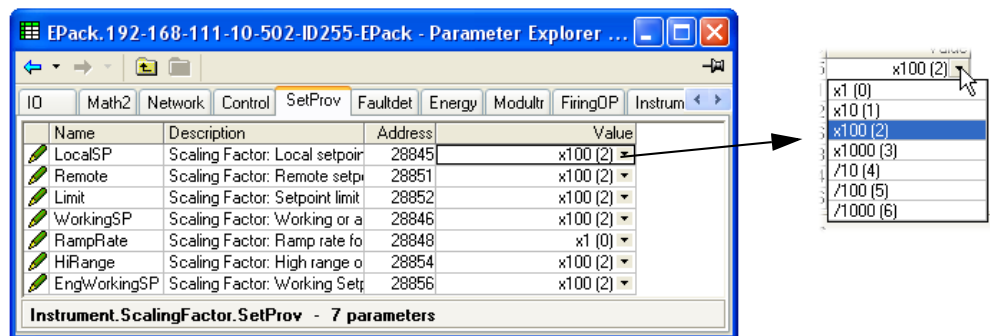 EPack.192-168-111-10-502-ID255-EPack - Parameter Explorer ...
IO Math2 Network Control SetProv Faultdet Energy Modultr FiringOP Instrum
Name Description Address Value
LocalSP Scaling Factor: Local setpoin 28845 x100 (2)
Remote Scaling Factor: Remote setp 28851 x100 (2)
Limit Scaling Factor: Setpoint limit 28852 x100 (2)
WorkingSP Scaling Factor: Working or a 28846 x100 (2)
RampRate Scaling Factor: Ramp rate fo 28848 x1 (0)
HiRange Scaling Factor: High range o 28854 x100 (2)
EngWorkingSP Scaling Factor: Working Set 28856 x100 (2)
Instrument.ScalingFactor.SetProv - 7 parameters
x100 (2)
x1 (0)
x10 (1)
x100 (2)
x1000 (3)
/10 (4)
/100 (5)
/1000 (6)